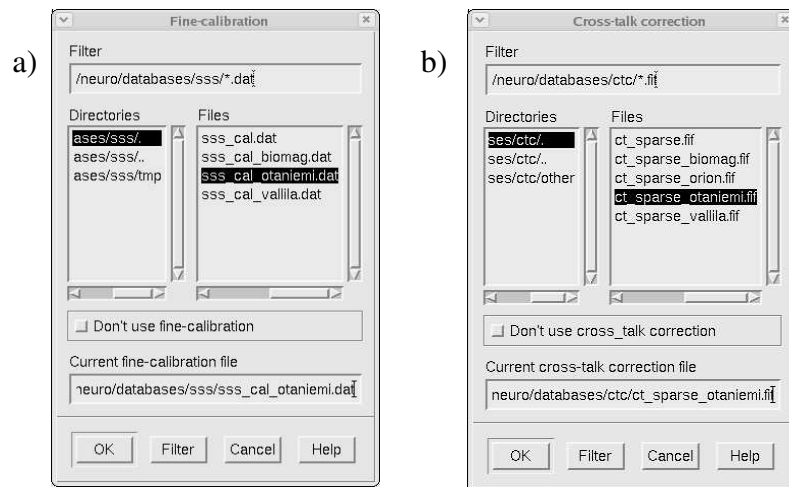 a)
Fine-calibration
Filter
/neuro/databases/sss/*.dat
Directories
ases/sss/.
ases/sss/..
ases/sss/tmp
Files
sss_cal.dat
sss_cal_biomag.dat
sss_cal_otaniemi.dat
sss_cal_vallila.dat
Don't use fine-calibration
Current fine-calibration file
neuro/databases/sss/sss_cal_otaniemi.dat
OK Filter Cancel Help
b)
Cross-talk correction
Filter
/neuro/databases/ctc/*.fif
Directories
ses/ctc/.
ses/ctc/..
ses/ctc/other
Files
ct_sparse.fif
ct_sparse_biomag.fif
ct_sparse_orion.fif
ct_sparse_otaniemi.fif
ct_sparse_vallila.fif
Don't use cross_talk correction
Current cross-talk correction file
neuro/databases/ctc/ct_sparse_otaniemi.fif
OK Filter Cancel Help